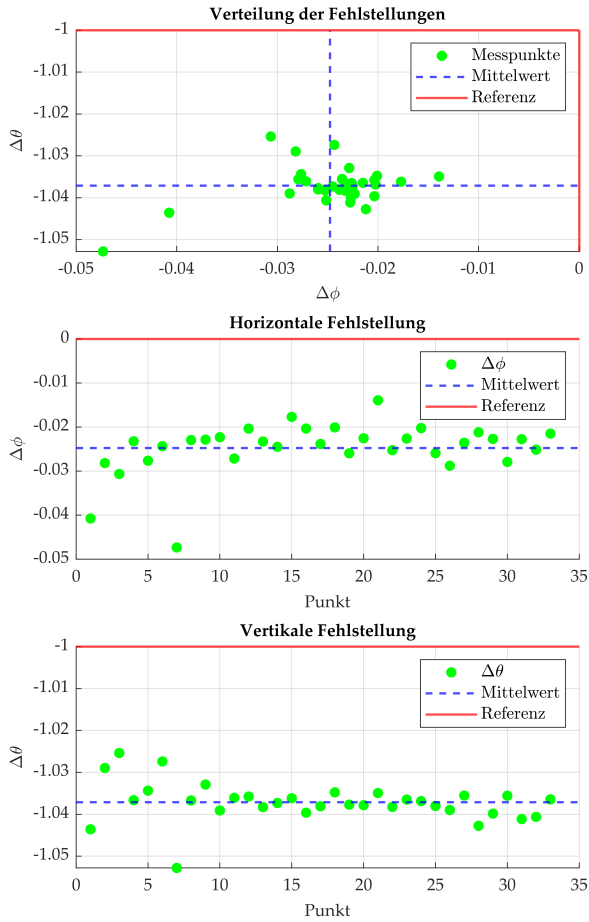 Verteilung der Fehlstellungen
-1
-1.01
-1.02
-1.03
-1.04
-1.05
Δθ
Messpunkte
Mittelwert
Referenz
-0.05
-0.04
-0.03
-0.02
-0.01
0
Δϕ
Horizontale Fehlstellung
0
-0.01
-0.02
-0.03
-0.04
-0.05
Δϕ
Δϕ
Mittelwert
Referenz
0
5
10
15
20
25
30
35
Punkt
Vertikale Fehlstellung
-1
-1.01
-1.02
-1.03
-1.04
-1.05
Δθ
Δθ
Mittelwert
Referenz
0
5
10
15
20
25
30
35
Punkt